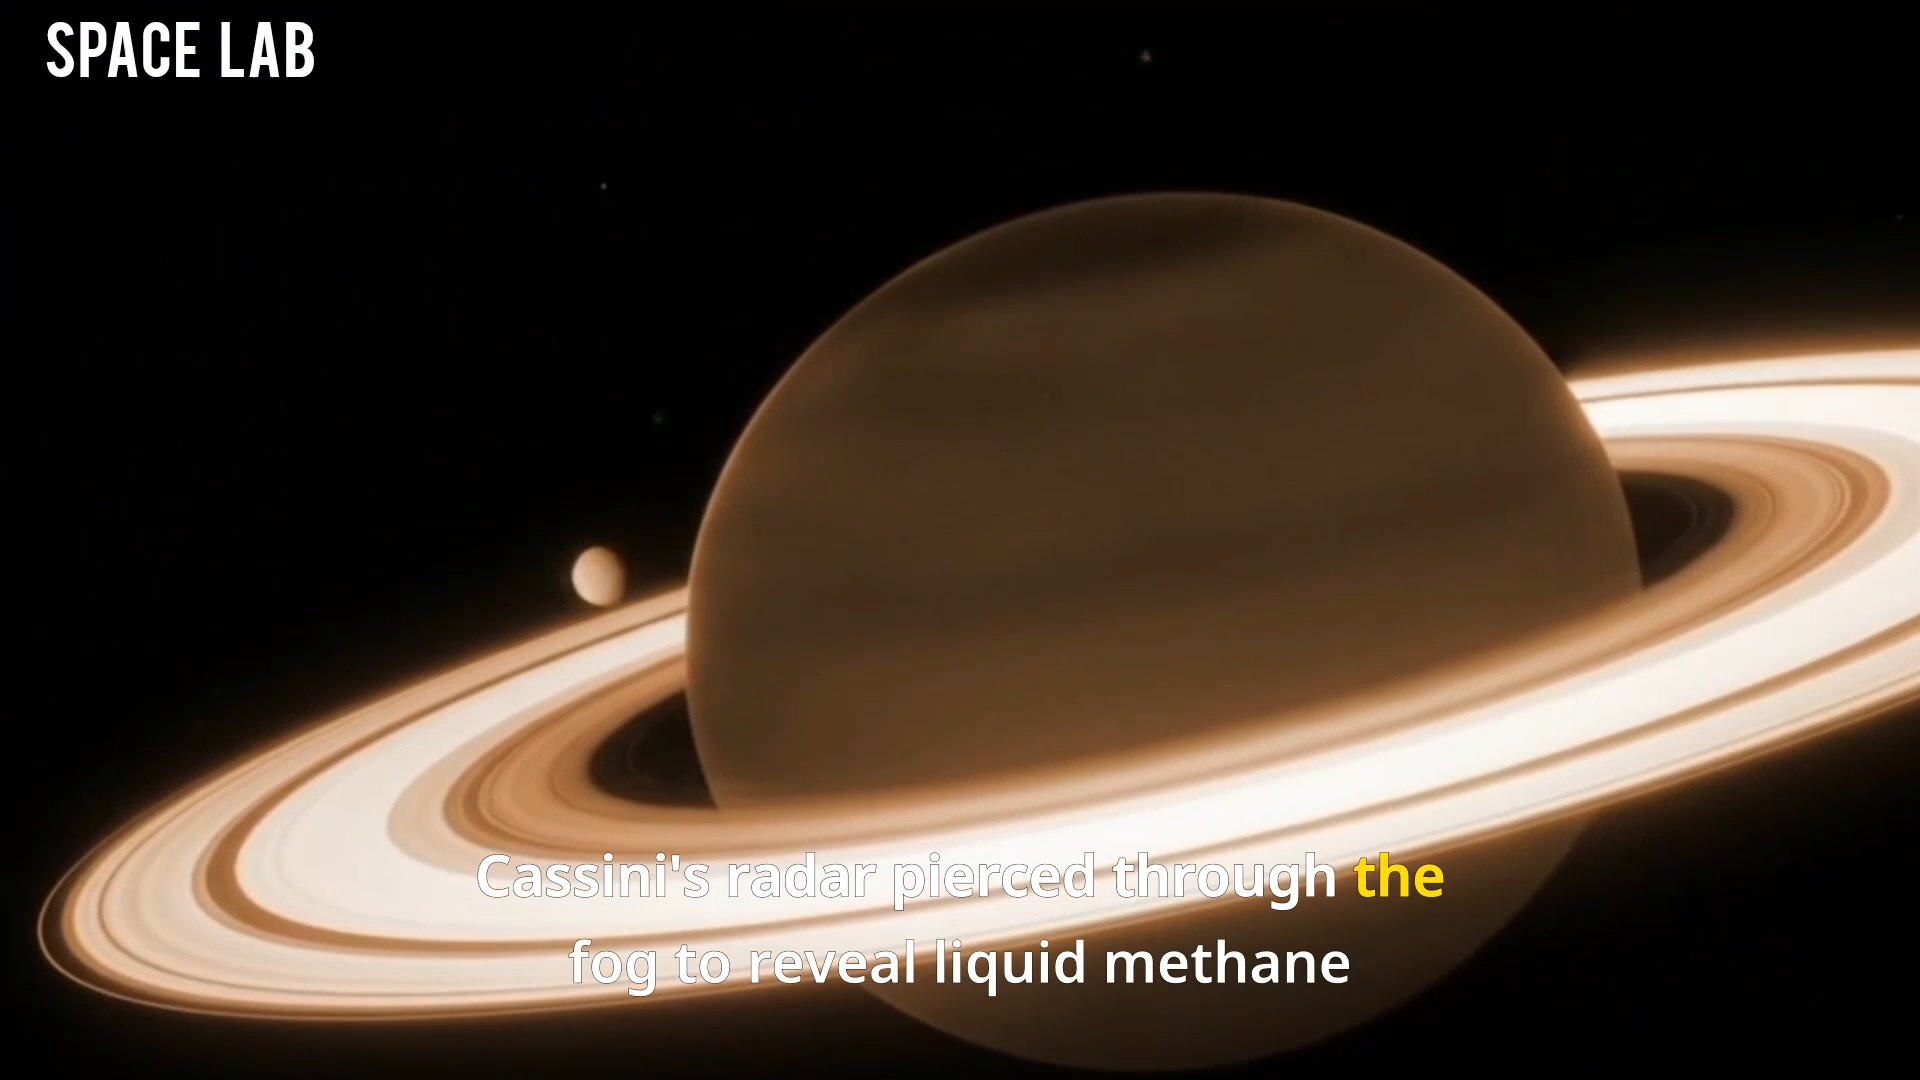 SPACE LAB
Cassini's radar pierced through the
fog to reveal liquid methane